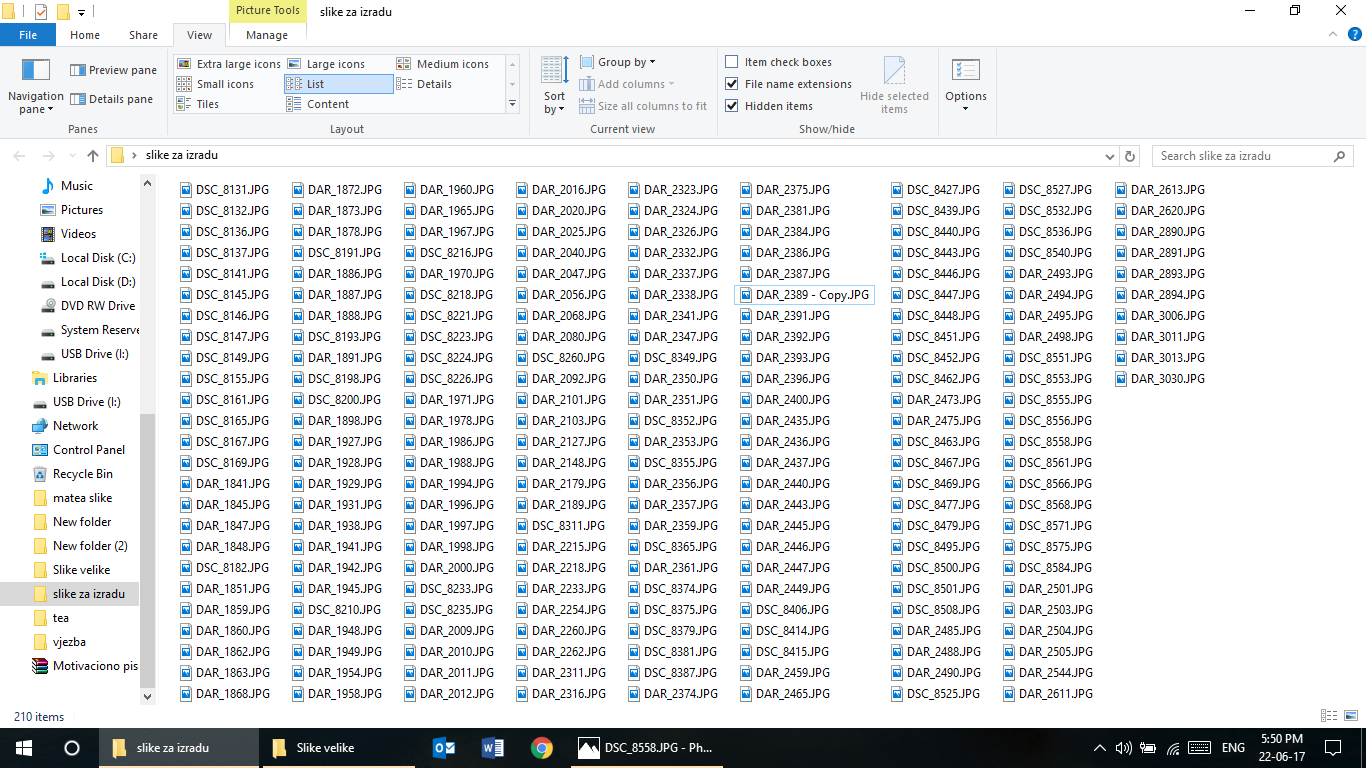 Picture Tools
slike za izradu
File
Home
Share
View
Manage
Navigation pane
Preview pane
Details pane
Panes
Extra large icons
Large icons
Medium icons
Small icons
List
Details
Tiles
Content
Layout
Sort by
Group by
Add columns
Size all columns to fit
Current view
Item check boxes
File name extensions
Hidden items
Hide selected items
Show/hide
Options
slike za izradu
Search slike za izradu
Music
Pictures
Videos
Local Disk (C:)
Local Disk (D:)
DVD RW Drive
System Reserve
USB Drive (I:)
Libraries
USB Drive (I:)
Network
Control Panel
Recycle Bin
matea slike
New folder
New folder (2)
Slike velike
slike za izradu
tea
vjezba
Motivaciono pis
DSC_8131.JPG DAR_1872.JPG DAR_1960.JPG DAR_2016.JPG DAR_2323.JPG DAR_2375.JPG DSC_8427.JPG DSC_8527.JPG DAR_2613.JPG
DSC_8132.JPG DAR_1873.JPG DAR_1965.JPG DAR_2020.JPG DAR_2324.JPG DAR_2381.JPG DSC_8439.JPG DSC_8532.JPG DAR_2620.JPG
DSC_8136.JPG DAR_1878.JPG DAR_1967.JPG DAR_2025.JPG DAR_2326.JPG DAR_2384.JPG DSC_8440.JPG DSC_8536.JPG DAR_2890.JPG
DSC_8137.JPG DSC_8191.JPG DSC_8216.JPG DAR_2040.JPG DAR_2332.JPG DAR_2386.JPG DSC_8443.JPG DSC_8540.JPG DAR_2891.JPG
DSC_8141.JPG DAR_1886.JPG DAR_1970.JPG DAR_2047.JPG DAR_2337.JPG DAR_2387.JPG DSC_8446.JPG DAR_2493.JPG DAR_2893.JPG
DSC_8145.JPG DAR_1887.JPG DSC_8218.JPG DAR_2056.JPG DAR_2338.JPG DAR_2389 - Copy.JPG DSC_8447.JPG DAR_2494.JPG DAR_2894.JPG
DSC_8146.JPG DAR_1888.JPG DSC_8221.JPG DAR_2068.JPG DAR_2341.JPG DAR_2391.JPG DSC_8448.JPG DAR_2495.JPG DAR_3006.JPG
DSC_8147.JPG DSC_8193.JPG DSC_8223.JPG DAR_2080.JPG DAR_2347.JPG DAR_2392.JPG DSC_8451.JPG DAR_2498.JPG DAR_3011.JPG
DSC_8149.JPG DAR_1891.JPG DSC_8224.JPG DSC_8260.JPG DSC_8349.JPG DAR_2393.JPG DSC_8452.JPG DSC_8551.JPG DAR_3013.JPG
DSC_8155.JPG DSC_8198.JPG DSC_8226.JPG DAR_2092.JPG DAR_2350.JPG DAR_2396.JPG DSC_8462.JPG DSC_8553.JPG DAR_3030.JPG
DSC_8161.JPG DSC_8200.JPG DAR_1971.JPG DAR_2101.JPG DAR_2351.JPG DAR_2400.JPG DAR_2473.JPG DSC_8555.JPG
DSC_8165.JPG DAR_1898.JPG DAR_1978.JPG DAR_2103.JPG DSC_8352.JPG DAR_2435.JPG DAR_2475.JPG DSC_8556.JPG
DSC_8167.JPG DAR_1927.JPG DAR_1986.JPG DAR_2127.JPG DAR_2353.JPG DAR_2436.JPG DSC_8463.JPG DSC_8558.JPG
DSC_8169.JPG DAR_1928.JPG DAR_1988.JPG DAR_2148.JPG DSC_8355.JPG DAR_2437.JPG DSC_8467.JPG DSC_8561.JPG
DAR_1841.JPG DAR_1929.JPG DAR_1994.JPG DAR_2179.JPG DAR_2356.JPG DAR_2440.JPG DSC_8469.JPG DSC_8566.JPG
DAR_1845.JPG DAR_1931.JPG DAR_1996.JPG DAR_2189.JPG DAR_2357.JPG DAR_2443.JPG DSC_8477.JPG DSC_8568.JPG
DAR_1847.JPG DAR_1938.JPG DAR_1997.JPG DSC_8311.JPG DAR_2359.JPG DAR_2445.JPG DSC_8479.JPG DSC_8571.JPG
DAR_1848.JPG DAR_1941.JPG DAR_1998.JPG DAR_2215.JPG DSC_8365.JPG DAR_2446.JPG DSC_8495.JPG DSC_8575.JPG
DSC_8182.JPG DAR_1942.JPG DAR_2000.JPG DAR_2218.JPG DAR_2361.JPG DAR_2447.JPG DSC_8500.JPG DSC_8584.JPG
DAR_1851.JPG DAR_1945.JPG DSC_8233.JPG DAR_2233.JPG DSC_8374.JPG DAR_2449.JPG DSC_8501.JPG DAR_2501.JPG
DAR_1859.JPG DSC_8210.JPG DSC_8235.JPG DAR_2254.JPG DSC_8375.JPG DSC_8406.JPG DSC_8508.JPG DAR_2503.JPG
DAR_1860.JPG DAR_1948.JPG DAR_2009.JPG DAR_2260.JPG DSC_8379.JPG DSC_8414.JPG DAR_2485.JPG DAR_2504.JPG
DAR_1862.JPG DAR_1949.JPG DAR_2010.JPG DAR_2262.JPG DSC_8381.JPG DSC_8415.JPG DAR_2488.JPG DAR_2505.JPG
DAR_1863.JPG DAR_1954.JPG DAR_2011.JPG DAR_2311.JPG DSC_8387.JPG DAR_2459.JPG DAR_2490.JPG DAR_2544.JPG
DAR_1868.JPG DAR_1958.JPG DAR_2012.JPG DAR_2316.JPG DAR_2374.JPG DAR_2465.JPG DSC_8525.JPG DAR_2611.JPG
210 items
slike za izradu
Slike velike
DSC_8558.JPG - Ph...
ENG
5:50 PM
22-06-17